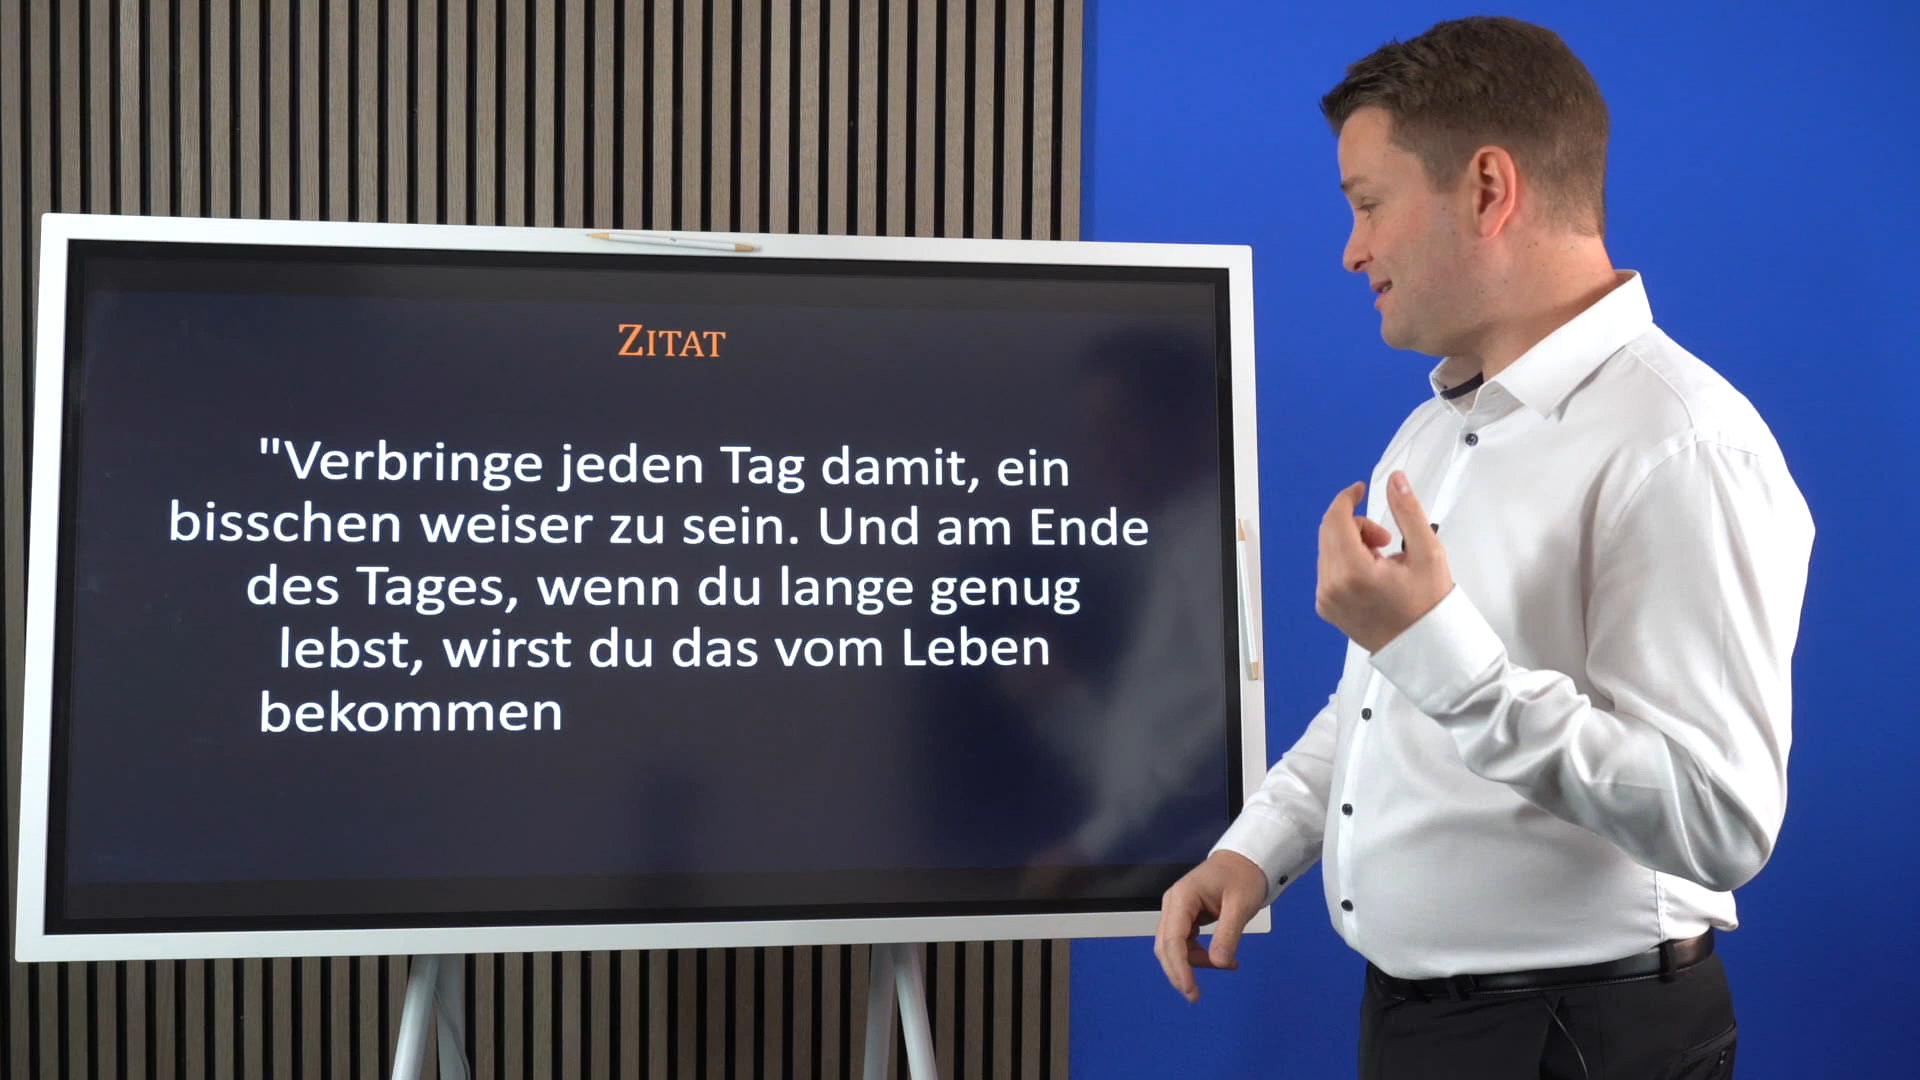 ZITAT
"Verbringe jeden Tag damit, ein
bisschen weiser zu sein. Und am Ende
des Tages, wenn du lange genug
lebst, wirst du das vom Leben
bekommen